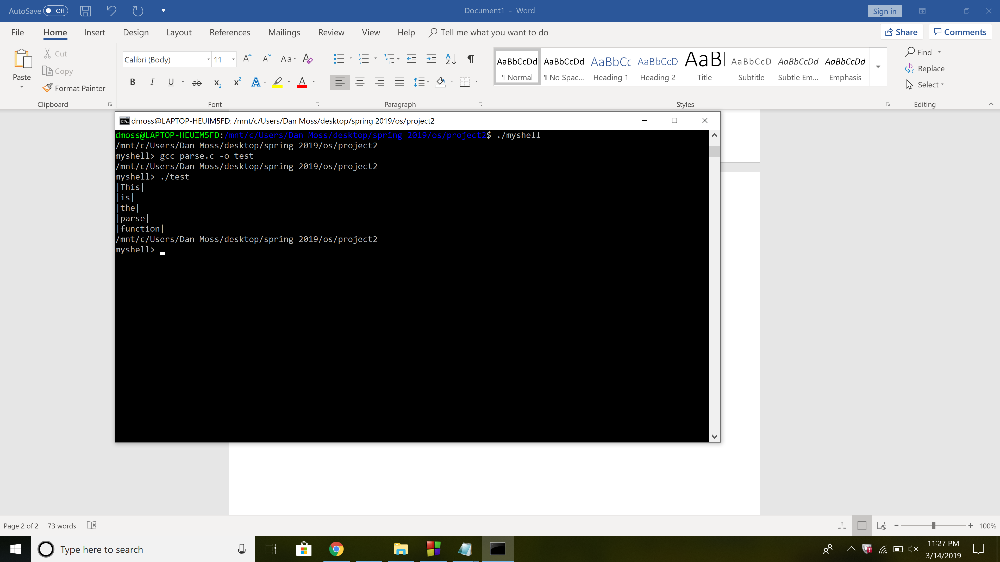 AutoSave Off Document1 - Word Sign in
File Home Insert Design Layout References Mailings Review View Help Tell me what you want to do Share Comments
Paste
Cut
Copy
Format Painter
Clipboard
Calibri (Body) 11
Font
Paragraph
AaBbCcDd AaBbCcDd AaBbCc AaBbCcD AaB AaBbCcD AaBbCcDd AaBbCcDd
¶ Normal ¶ No Spac... Heading 1 Heading 2 Title Subtitle Subtle Em... Emphasis
Styles
Find
Replace
Select
Editing
dmoss@LAPTOP-HEUIM5FD: /mnt/c/Users/Dan Moss/desktop/spring 2019/os/project2
dmoss@LAPTOP-HEUIM5FD:/mnt/c/Users/Dan Moss/desktop/spring 2019/os/project2$ ./myshell
/mnt/c/Users/Dan Moss/desktop/spring 2019/os/project2
myshell> gcc parse.c -o test
/mnt/c/Users/Dan Moss/desktop/spring 2019/os/project2
myshell> ./test
|This|
|is|
|the|
|parse|
|function|
/mnt/c/Users/Dan Moss/desktop/spring 2019/os/project2
myshell>
Page 2 of 2 73 words 100%
Type here to search
11:27 PM
3/14/2019